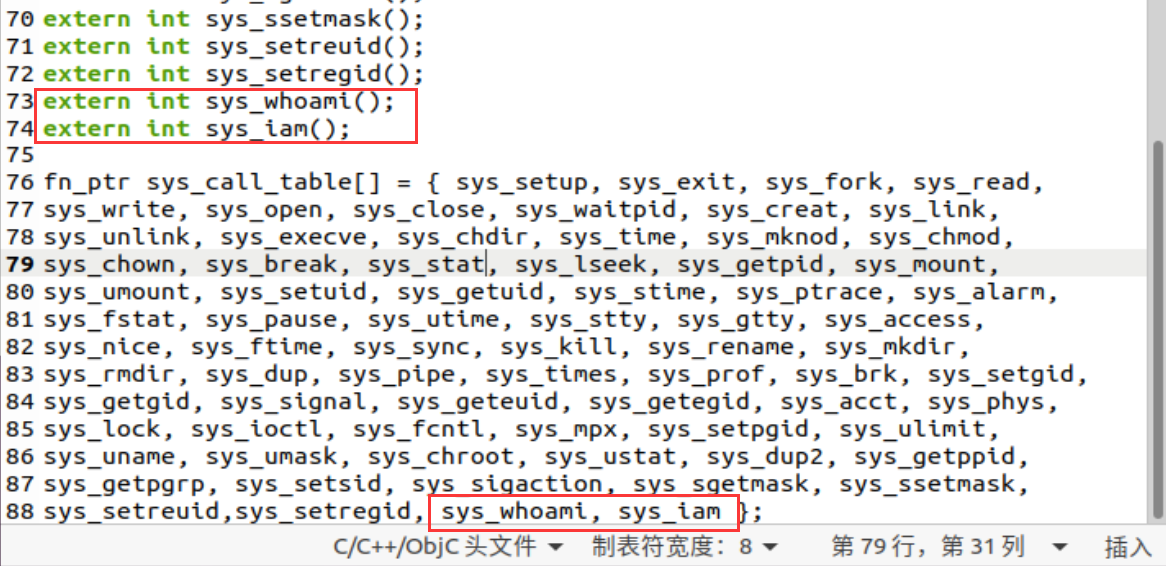 70 extern int sys_ssetmask();
71 extern int sys_setreuid();
72 extern int sys_setregid();
73 extern int sys_whoami();
74 extern int sys_iam();
75
76 fn_ptr sys_call_table[] = { sys_setup, sys_exit, sys_fork, sys_read,
77 sys_write, sys_open, sys_close, sys_waitpid, sys_creat, sys_link,
78 sys_unlink, sys_execve, sys_chdir, sys_time, sys_mknod, sys_chmod,
79 sys_chown, sys_break, sys_stat, sys_lseek, sys_getpid, sys_mount,
80 sys_umount, sys_setuid, sys_getuid, sys_stime, sys_ptrace, sys_alarm,
81 sys_fstat, sys_pause, sys_utime, sys_stty, sys_gtty, sys_access,
82 sys_nice, sys_ftime, sys_sync, sys_kill, sys_rename, sys_mkdir,
83 sys_rmdir, sys_dup, sys_pipe, sys_times, sys_prof, sys_brk, sys_setgid,
84 sys_getgid, sys_signal, sys_geteuid, sys_getegid, sys_acct, sys_phys,
85 sys_lock, sys_ioctl, sys_fcntl, sys_mpx, sys_setpgid, sys_ulimit,
86 sys_uname, sys_umask, sys_chroot, sys_ustat, sys_dup2, sys_getppid,
87 sys_getpgrp, sys_setsid, sys_sigaction, sys_sgetmask, sys_ssetmask,
88 sys_setreuid,sys_setregid, sys_whoami, sys_iam };
C/C++/ObjC 头文件 制表符宽度：8 第 79 行，第 31 列 插入